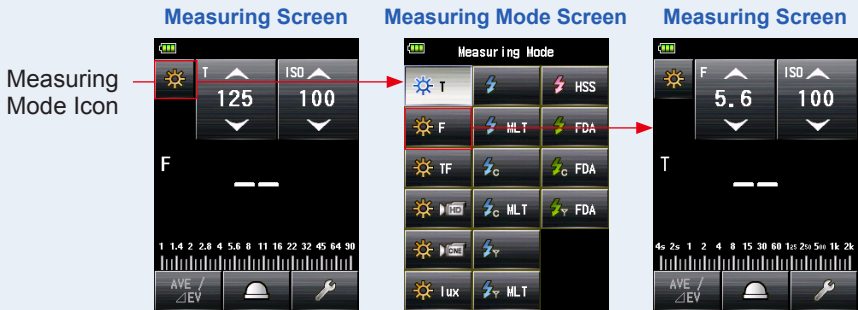 Measuring Screen
Measuring Mode Screen
Measuring Screen
Measuring
Mode Icon
T
ISO
125
100
F
1 1.4 2 2.8 4 5.6 8 11 16 22 32 45 64 90
AVE /
⊿EV
Measuring Mode
T
HSS
F
MLT
FDA
TF
C
C FDA
HD
C MLT
Y FDA
CINE
Y
lux
Y MLT
F
ISO
5.6
100
T
4s 2s 1 2 4 8 15 30 60 125 250 500 1k 2k
AVE /
⊿EV